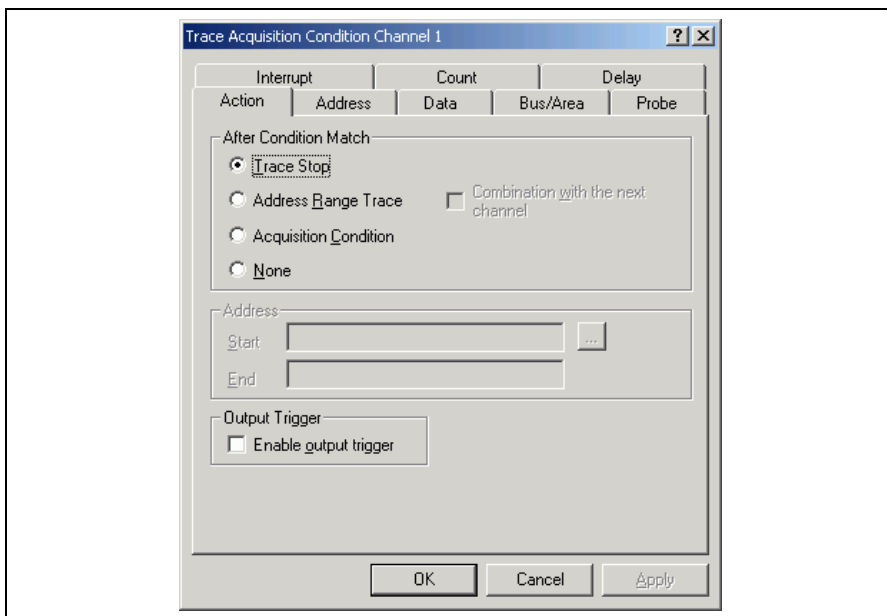 Trace Acquisition Condition Channel 1
Interrupt Count Delay
Action Address Data Bus/Area Probe
After Condition Match
Trace Stop
Address Range Trace
Combination with the next
channel
Acquisition Condition
None
Address
Start
...
End
Output Trigger
Enable output trigger
OK Cancel Apply